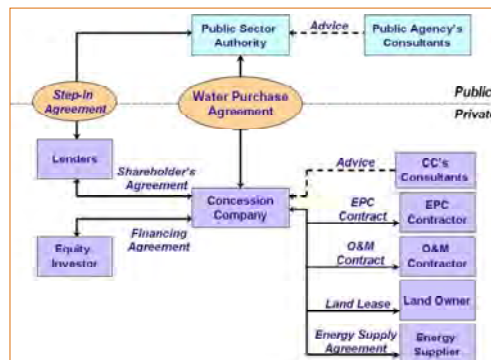 Public Sector
Authority
Advice
Public Agency's
Consultants
Step-In
Agreement
Water Purchase
Agreement
Public
Private
Lenders
Shareholder's
Agreement
Concession
Company
Advice
CC's
Consultants
EPC
Contract
EPC
Contractor
Equity
Investor
Financing
Agreement
O&M
Contract
O&M
Contractor
Land Lease
Land Owner
Energy Supply
Agreement
Energy
Supplier